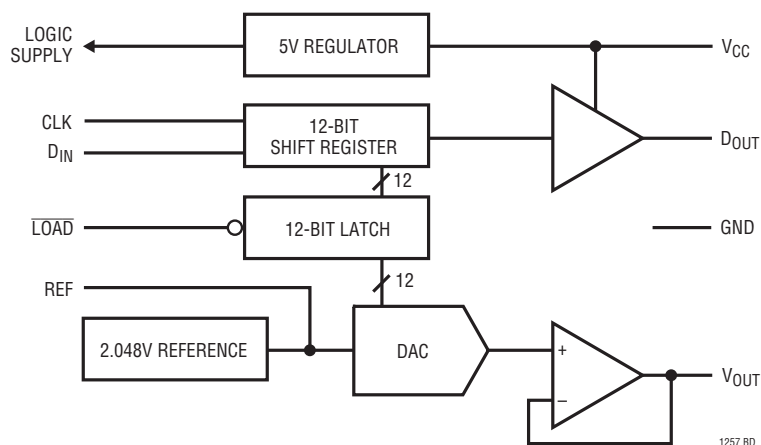 LOGIC
SUPPLY
5V REGULATOR
VCC
CLK
DIN
12-BIT
SHIFT REGISTER
DOUT
12
LOAD
12-BIT LATCH
GND
12
REF
2.048V REFERENCE
DAC
+
–
VOUT
1257 BD